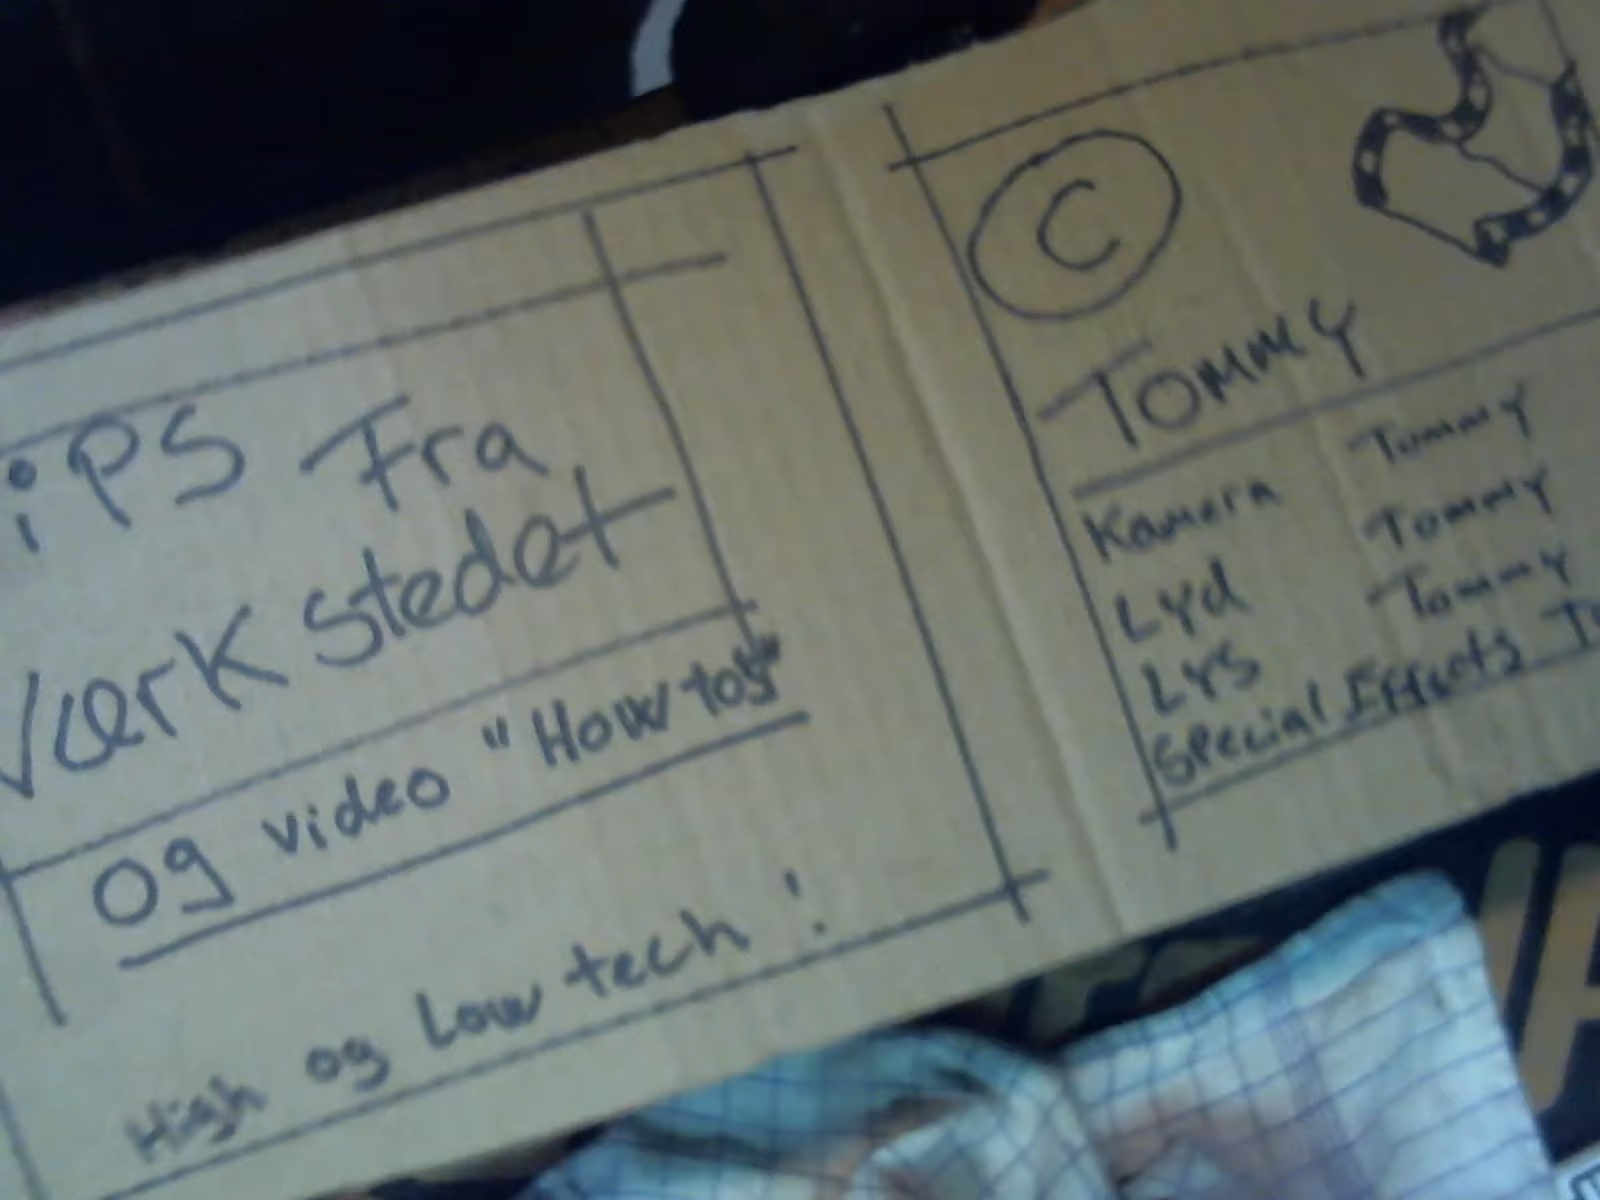 iPS Fra
Værkstedet
og video "How to's"
High og Low tech!
© 
TOMMY
Kamera Tommy
Lyd Tommy
Lys Tommy
Special Effects